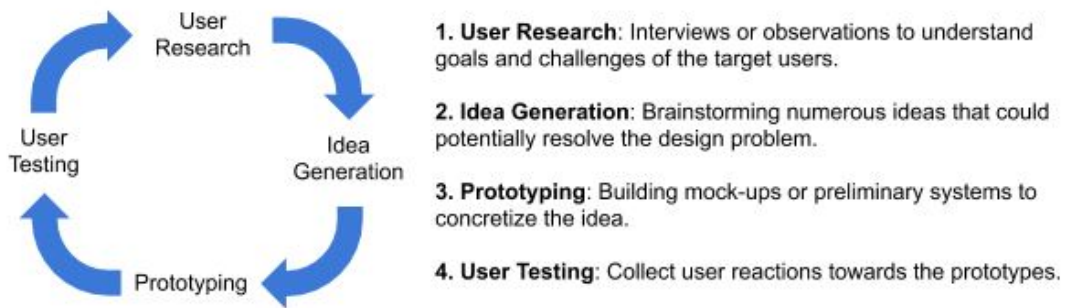 User
Research
Idea
Generation
Prototyping
User
Testing
1. User Research: Interviews or observations to understand
goals and challenges of the target users.
2. Idea Generation: Brainstorming numerous ideas that could
potentially resolve the design problem.
3. Prototyping: Building mock-ups or preliminary systems to
concretize the idea.
4. User Testing: Collect user reactions towards the prototypes.